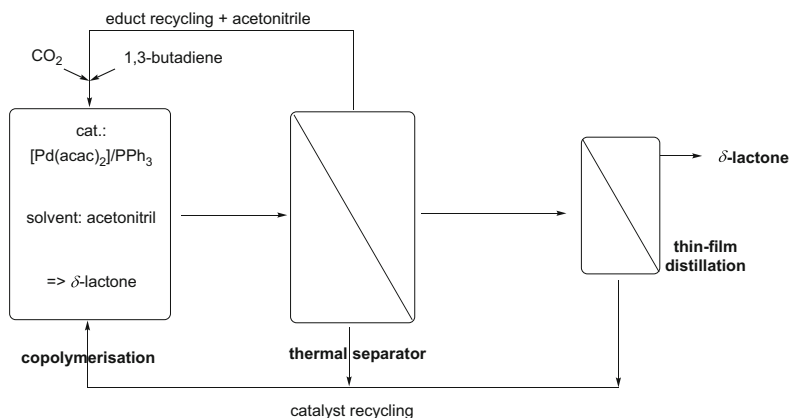 educt recycling + acetonitrile
CO₂
1,3-butadiene
cat.:
[Pd(acac)₂]/PPh₃
solvent: acetonitril
=> δ-lactone
copolymerisation
thermal separator
δ-lactone
thin-film
distillation
catalyst recycling